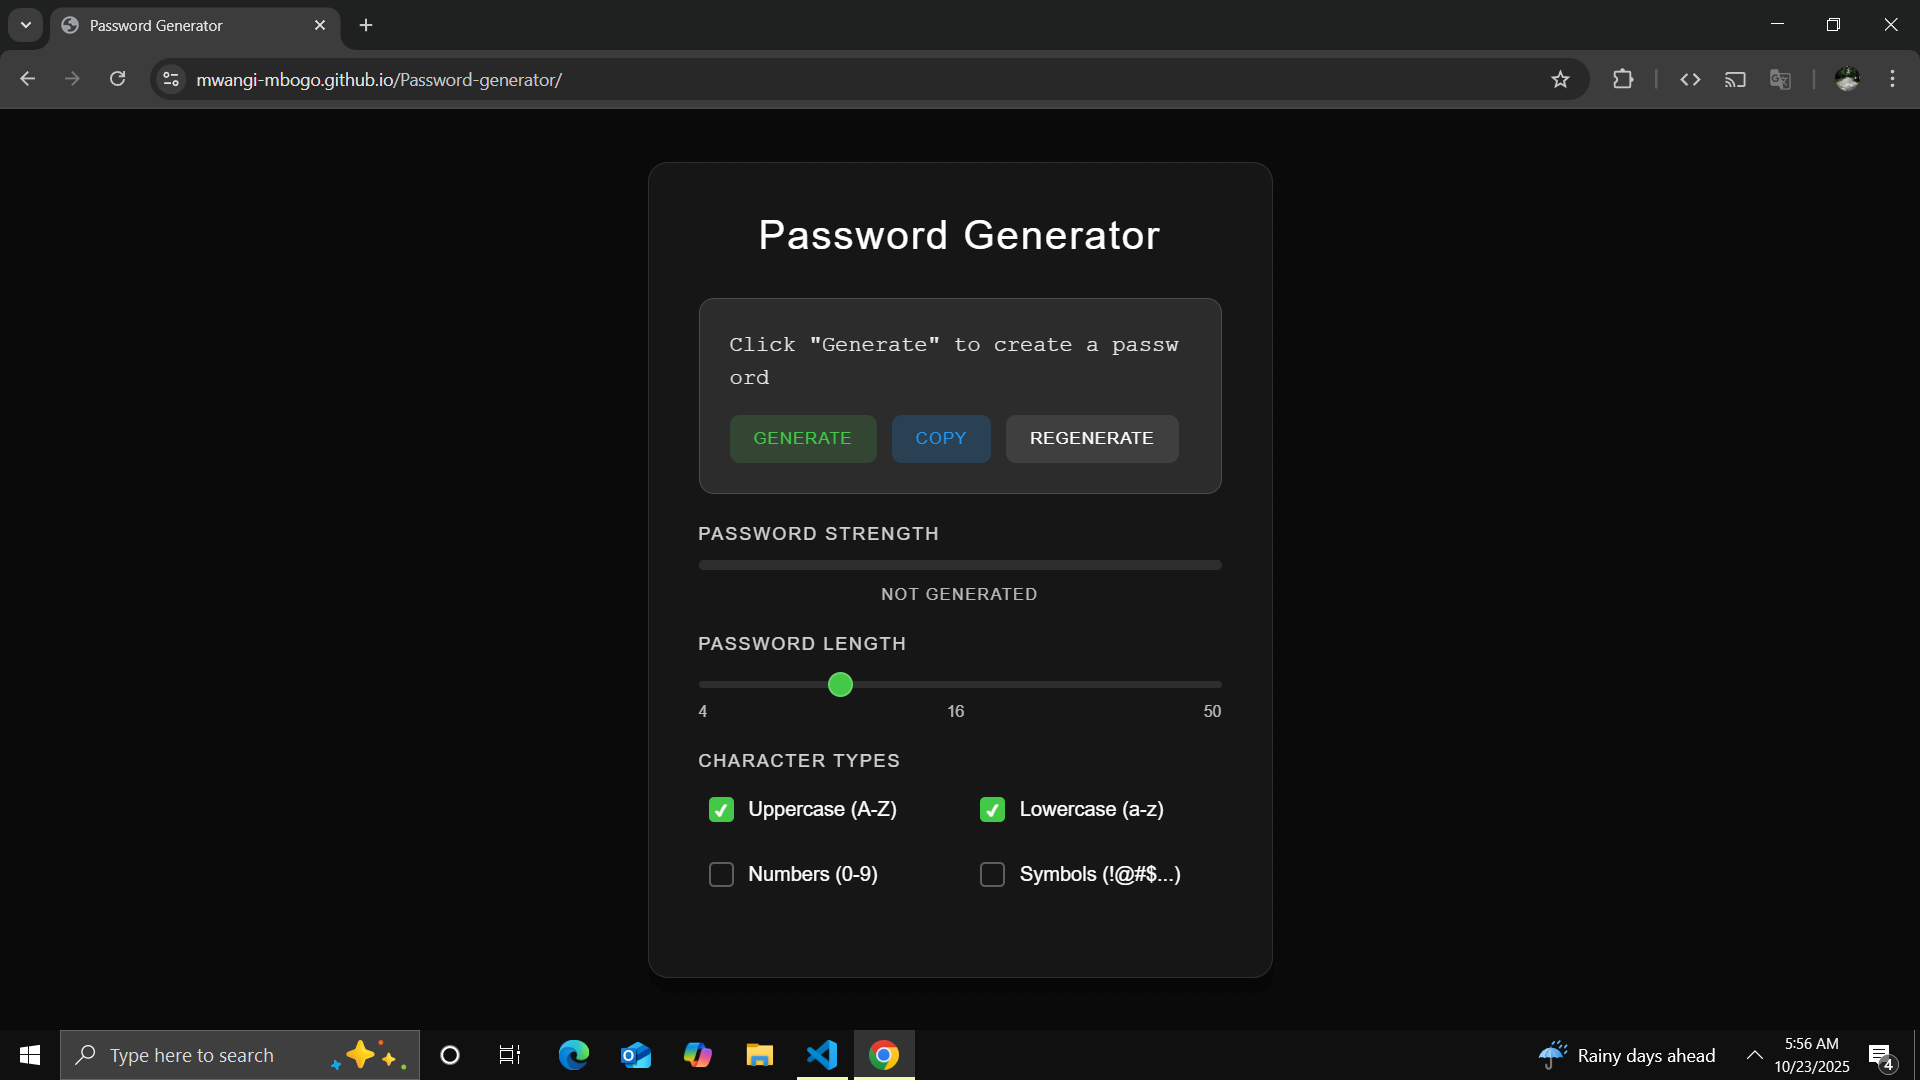 Password Generator
mwangi-mbogo.github.io/Password-generator/
Password Generator
Click "Generate" to create a passw
ord
GENERATE COPY REGENERATE
PASSWORD STRENGTH
NOT GENERATED
PASSWORD LENGTH
4 16 50
CHARACTER TYPES
Uppercase (A-Z) Lowercase (a-z)
Numbers (0-9) Symbols (!@#$...)
Type here to search
Rainy days ahead
5:56 AM
10/23/2025
4